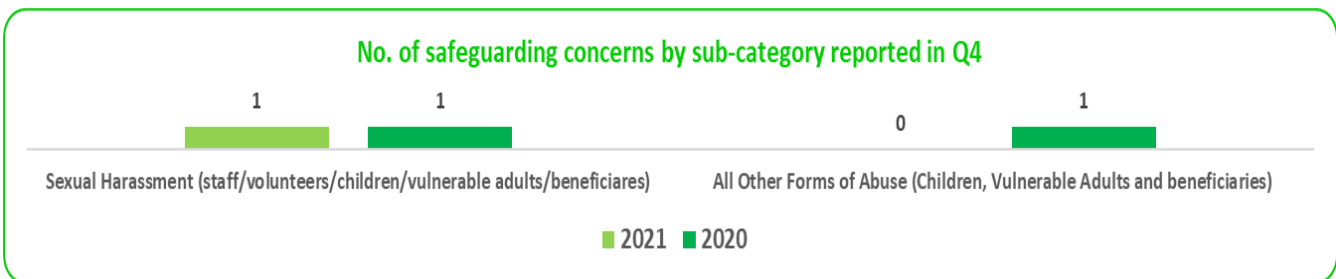 No. of safeguarding concerns by sub-category reported in Q4
1 1 0 1
Sexual Harassment (staff/volunteers/children/vulnerable adults/beneficiares) All Other Forms of Abuse (Children, Vulnerable Adults and beneficiaries)
2021 2020